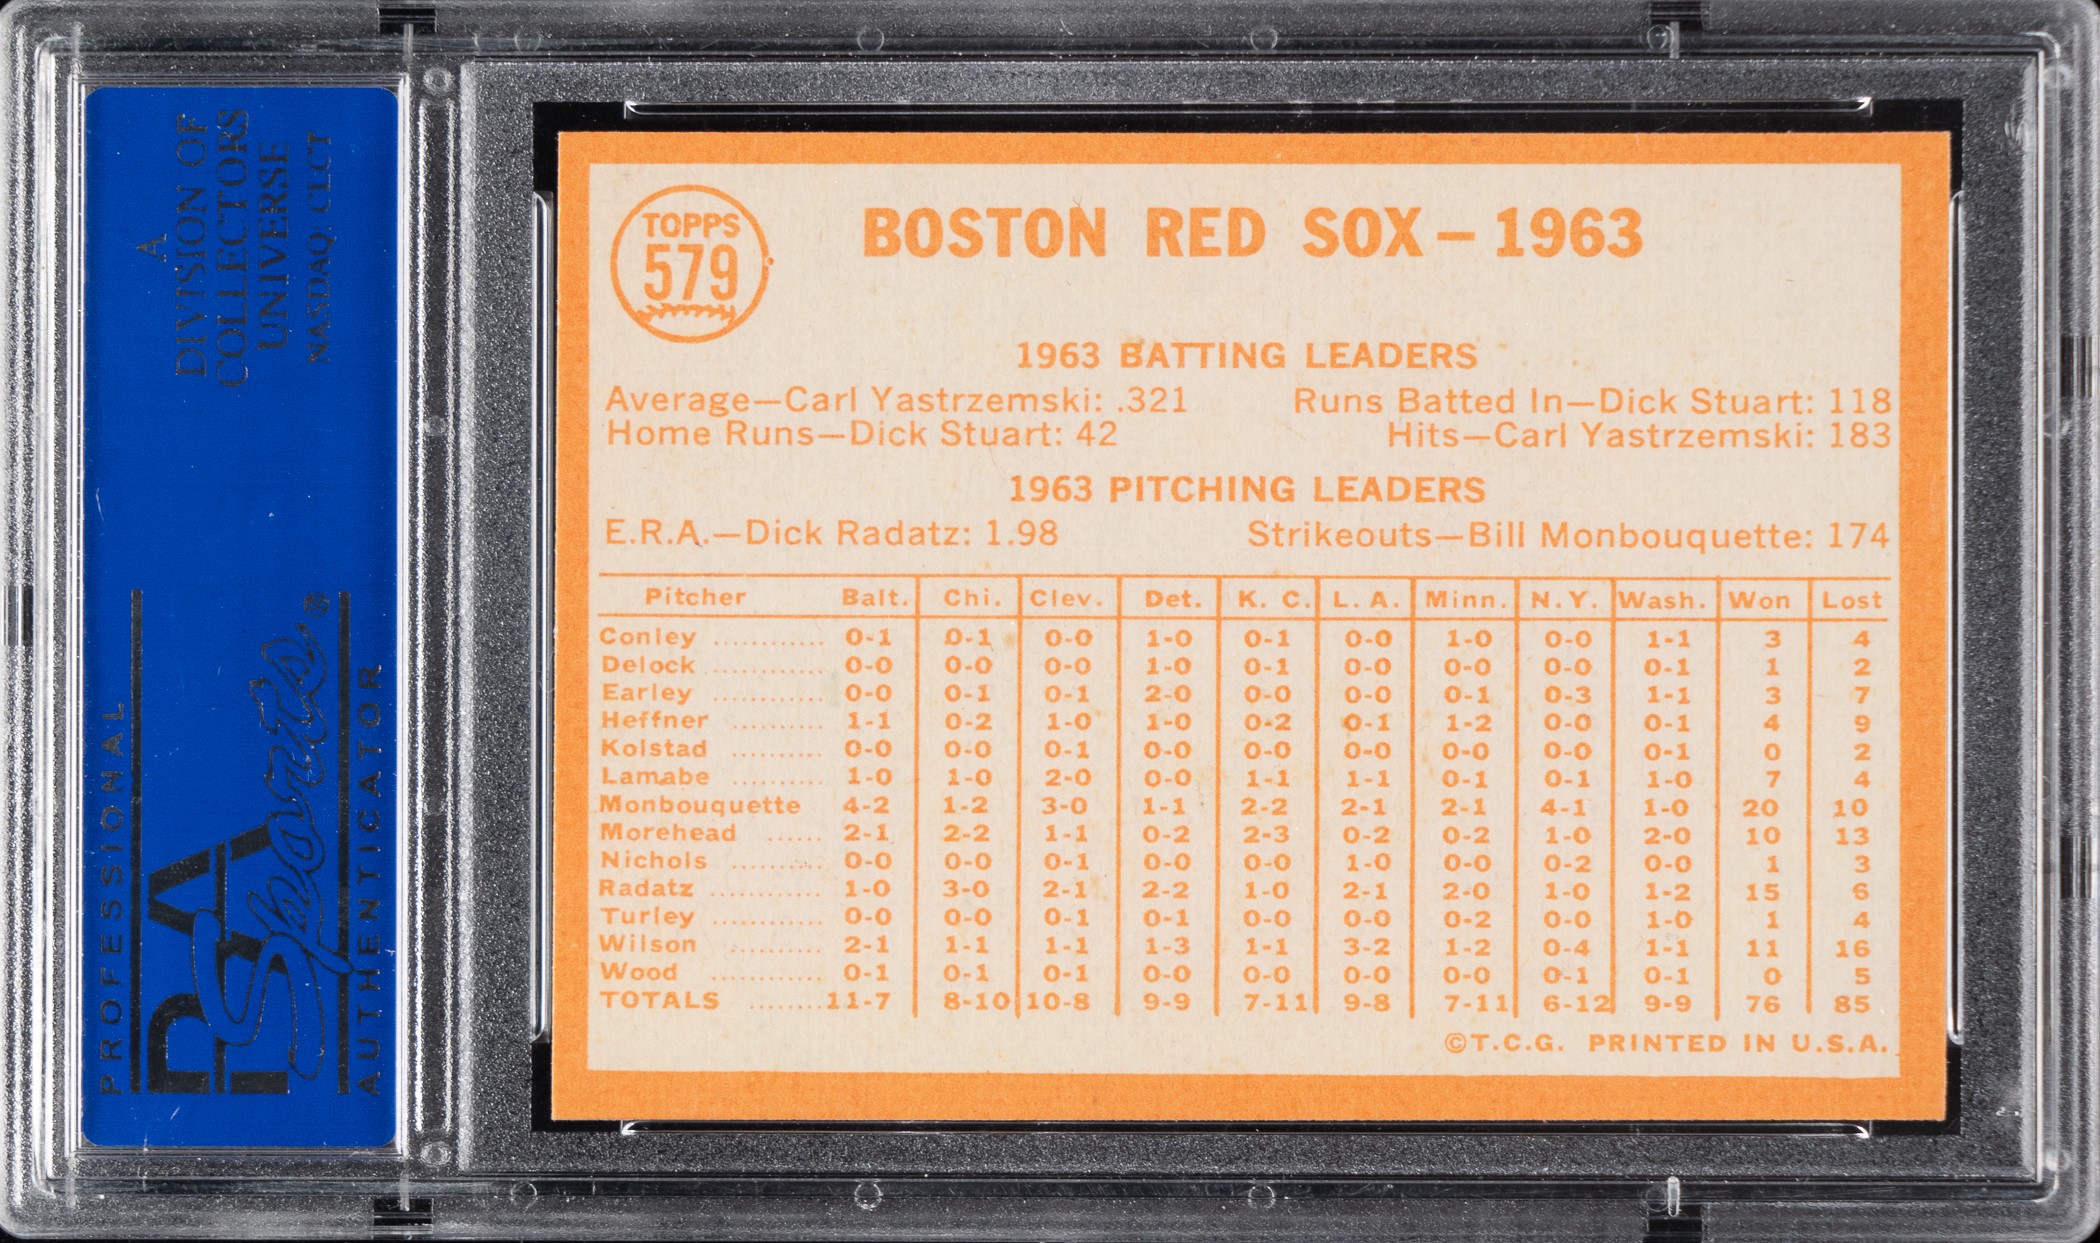 A
DIVISION OF
COLLECTORS
UNIVERSE
NASDAQ: CLCT
PROFESSIONAL
PSA
Sports®
AUTHENTICATOR
TOPPS
579
BOSTON RED SOX — 1963
1963 BATTING LEADERS
Average—Carl Yastrzemski: .321 Runs Batted In—Dick Stuart: 118
Home Runs—Dick Stuart: 42 Hits—Carl Yastrzemski: 183
1963 PITCHING LEADERS
E.R.A.—Dick Radatz: 1.98 Strikeouts—Bill Monbouquette: 174
Pitcher Balt. Chi. Clev. Det. K. C. L. A. Minn. N.Y. Wash. Won Lost
Conley ........... 0-1 0-1 0-0 1-0 0-1 0-0 1-0 0-0 1-1 3 4
Delock ............ 0-0 0-0 0-0 1-0 0-1 0-0 0-0 0-0 0-1 1 2
Earley ............ 0-0 0-1 0-1 2-0 0-0 0-0 0-1 0-3 1-1 3 7
Heffner .......... 1-1 0-2 1-0 1-0 0-2 0-1 1-2 0-0 0-1 4 9
Kolstad .......... 0-0 0-0 0-1 0-0 0-0 0-0 0-0 0-0 0-1 0 2
Lamabe .......... 1-0 1-0 2-0 0-0 1-1 1-1 0-1 0-1 1-0 7 4
Monbouquette 4-2 1-2 3-0 1-1 2-2 2-1 2-1 4-1 1-0 20 10
Morehead ...... 2-1 2-2 1-1 0-2 2-3 0-2 0-2 1-0 2-0 10 13
Nichols .......... 0-0 0-0 0-1 0-0 0-0 1-0 0-0 0-2 0-0 1 3
Radatz ............ 1-0 3-0 2-1 2-2 1-0 2-1 2-0 1-0 1-2 15 6
Turley ............ 0-0 0-0 0-1 0-1 0-0 0-0 0-2 0-0 1-0 1 4
Wilson .......... 2-1 1-1 1-1 1-3 1-1 3-2 1-2 0-4 1-1 11 16
Wood ............ 0-1 0-1 0-1 0-0 0-0 0-0 0-0 0-1 0-1 0 5
TOTALS ........ 11-7 8-10 10-8 9-9 7-11 9-8 7-11 6-12 9-9 76 85
©T.C.G. PRINTED IN U.S.A.